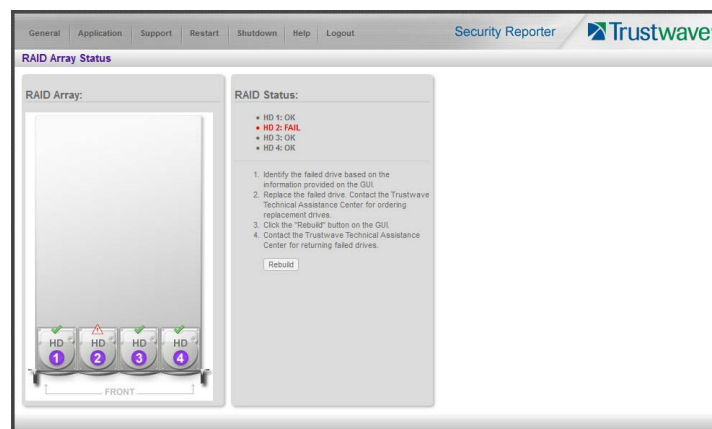 General Application Support Restart Shutdown Help Logout
Security Reporter
Trustwave
RAID Array Status
RAID Array:
HD 1
HD 2
HD 3
HD 4
FRONT
RAID Status:
• HD 1: OK
• HD 2: FAIL
• HD 3: OK
• HD 4: OK
1. Identify the failed drive based on the
information provided on the GUI.
2. Replace the failed drive. Contact the Trustwave
Technical Assistance Center for ordering
replacement drives.
3. Click the "Rebuild" button on the GUI.
4. Contact the Trustwave Technical Assistance
Center for returning failed drives.
Rebuild